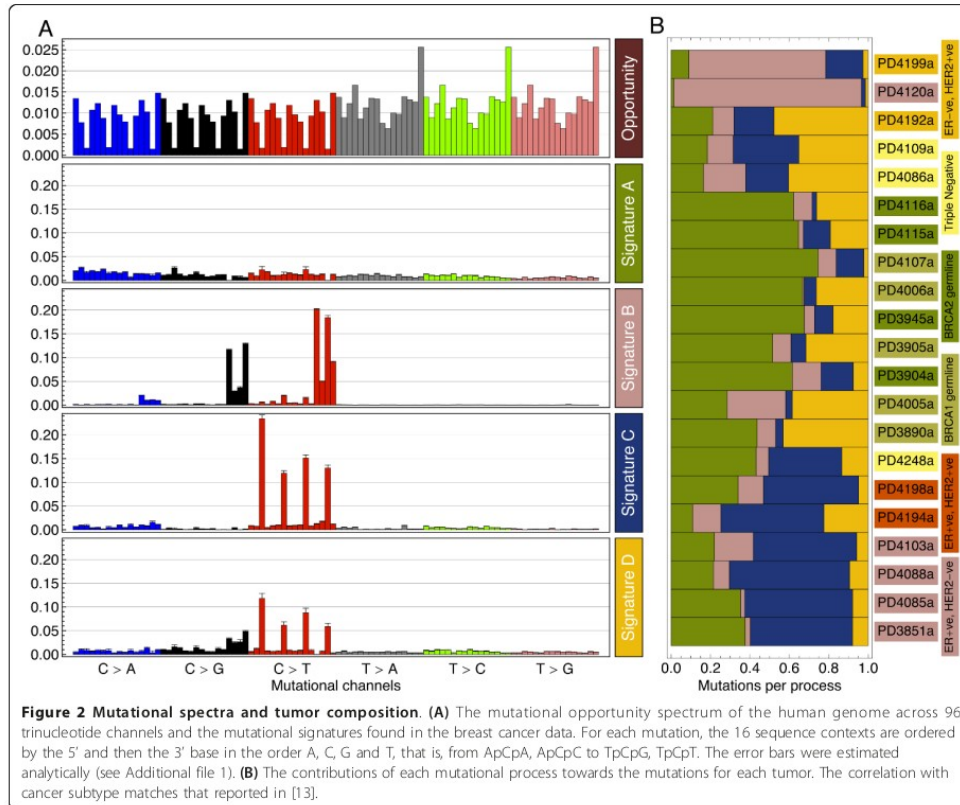 A
B
0.025
0.020
0.015
0.010
0.005
0.000
Opportunity
0.20
0.15
0.10
0.05
0.00
Signature A
0.20
0.15
0.10
0.05
0.00
Signature B
0.20
0.15
0.10
0.05
0.00
Signature C
0.20
0.15
0.10
0.05
0.00
Signature D
C > A
C > G
C > T
T > A
T > C
T > G
Mutational channels
PD4199a
PD4120a
PD4192a
PD4109a
PD4086a
PD4116a
PD4115a
PD4107a
PD4006a
PD3945a
PD3905a
PD3904a
PD4005a
PD3890a
PD4248a
PD4198a
PD4194a
PD4103a
PD4088a
PD4085a
PD3851a
ER−ve, HER2+ve
Triple Negative
BRCA2 germline
BRCA1 germline
ER+ve, HER2+ve
ER+ve, HER2−ve
0.0 0.2 0.4 0.6 0.8 1.0
Mutations per process
Figure 2 Mutational spectra and tumor composition. (A) The mutational opportunity spectrum of the human genome across 96
trinucleotide channels and the mutational signatures found in the breast cancer data. For each mutation, the 16 sequence contexts are ordered
by the 5' and then the 3' base in the order A, C, G and T, that is, from ApCpA, ApCpC to TpCpG, TpCpT. The error bars were estimated
analytically (see Additional file 1). (B) The contributions of each mutational process towards the mutations for each tumor. The correlation with
cancer subtype matches that reported in [13].